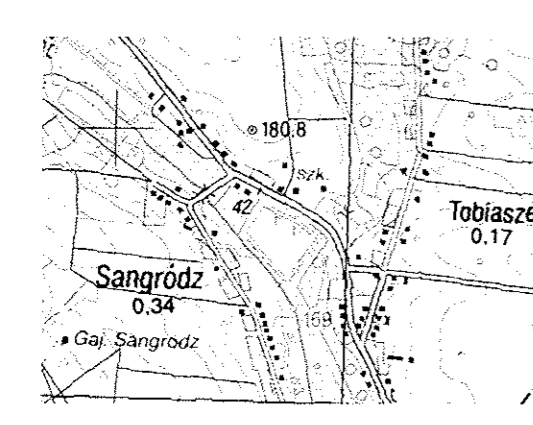 180.8
szk.
42
Tobiasze
0.17
Sangródz
0.34
169
Gaj. Sangrodz